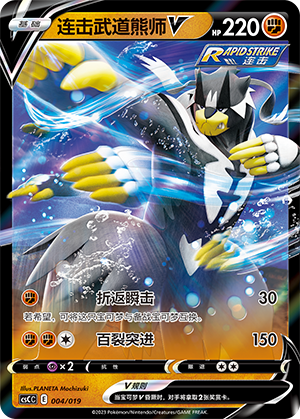 基础 连击武道熊师V HP 220
RAPID STRIKE
连击
折返瞬击 30
若希望，可将这只宝可梦与备战宝可梦互换。
百裂突进 150
弱点 ×2 抗性 撤退
Illus. PLANETA Mochizuki
csCC E 004/019
V规则
当宝可梦V昏厥时，对手将拿取2张奖赏卡。
©2023 Pokémon/Nintendo/Creatures/GAME FREAK.